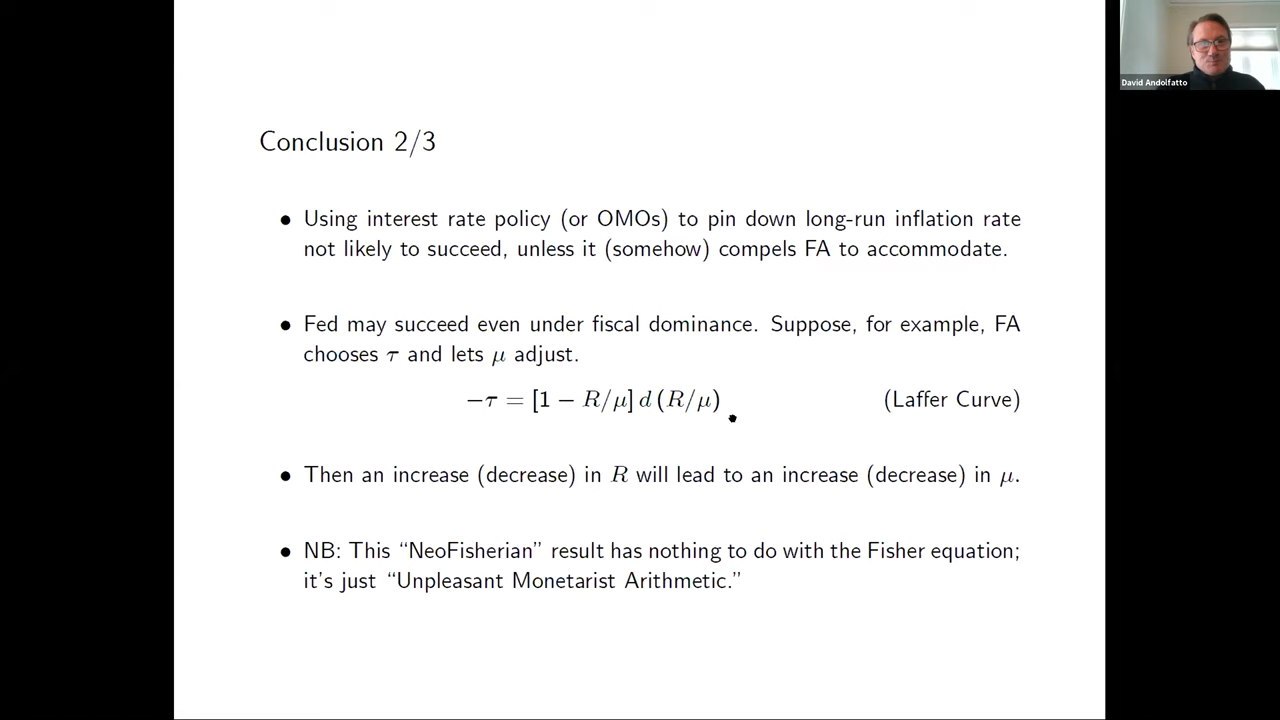 David Andolfatto
Conclusion 2/3
• Using interest rate policy (or OMOs) to pin down long-run inflation rate
not likely to succeed, unless it (somehow) compels FA to accommodate.
• Fed may succeed even under fiscal dominance. Suppose, for example, FA
chooses τ and lets μ adjust.
−τ = [1 − R/μ] d (R/μ) (Laffer Curve)
• Then an increase (decrease) in R will lead to an increase (decrease) in μ.
• NB: This “NeoFisherian” result has nothing to do with the Fisher equation;
it’s just “Unpleasant Monetarist Arithmetic.”